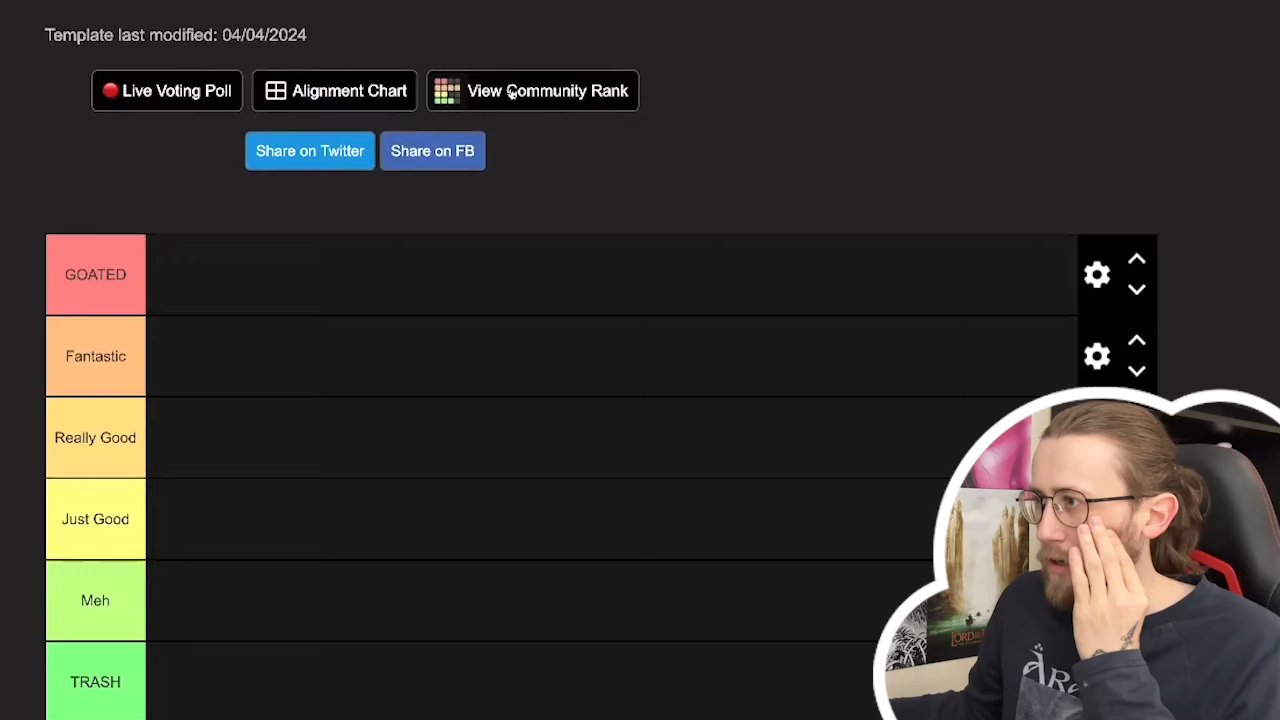 Template last modified: 04/04/2024
Live Voting Poll
Alignment Chart
View Community Rank
Share on Twitter
Share on FB
GOATED
Fantastic
Really Good
Just Good
Meh
TRASH